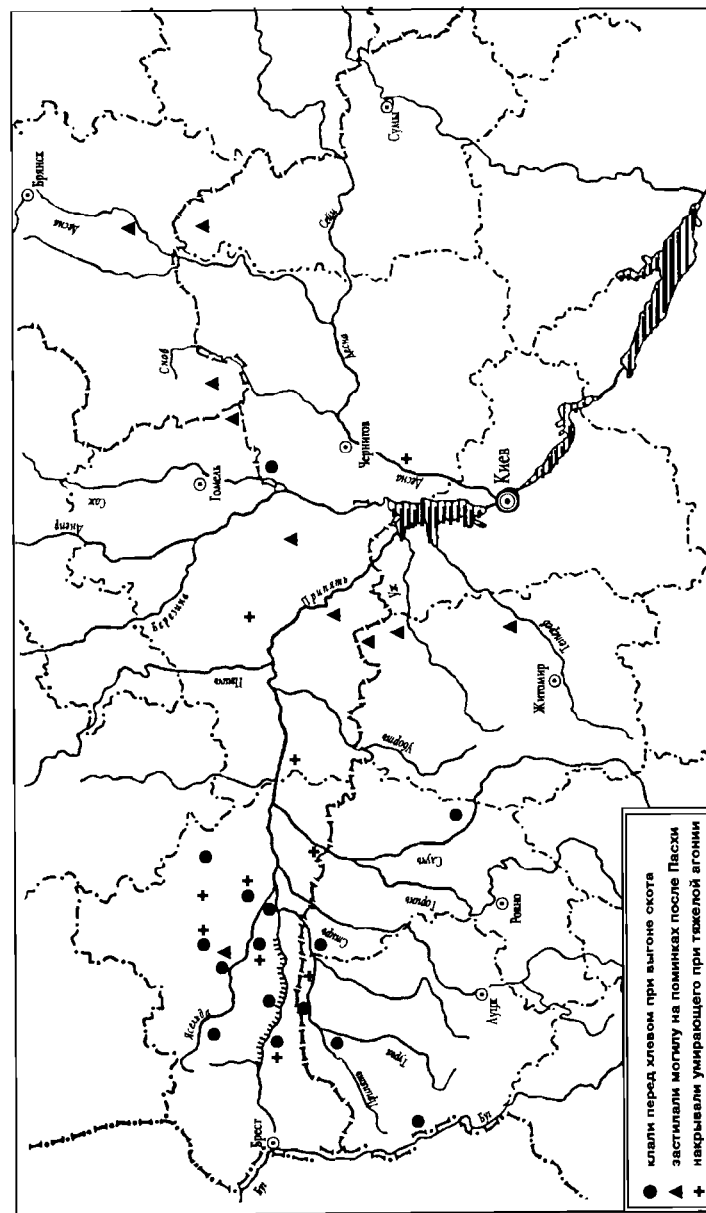 Брянск
Десна
Сумы
Сейм
Снов
Десна
Чернигов
Десна
Киев
Гомель
Сож
Днепр
Березина
Припять
Уж
Тетерев
Житомир
Птичь
Уборть
Случь
Горынь
Ровно
Стырь
Луцк
Ясельда
Турья
Припять
Брест
Буг
Буг
клали перед хлевом при выгоне скота
застилали могилу на поминках после Пасхи
накрывали умирающего при тяжелой агонии